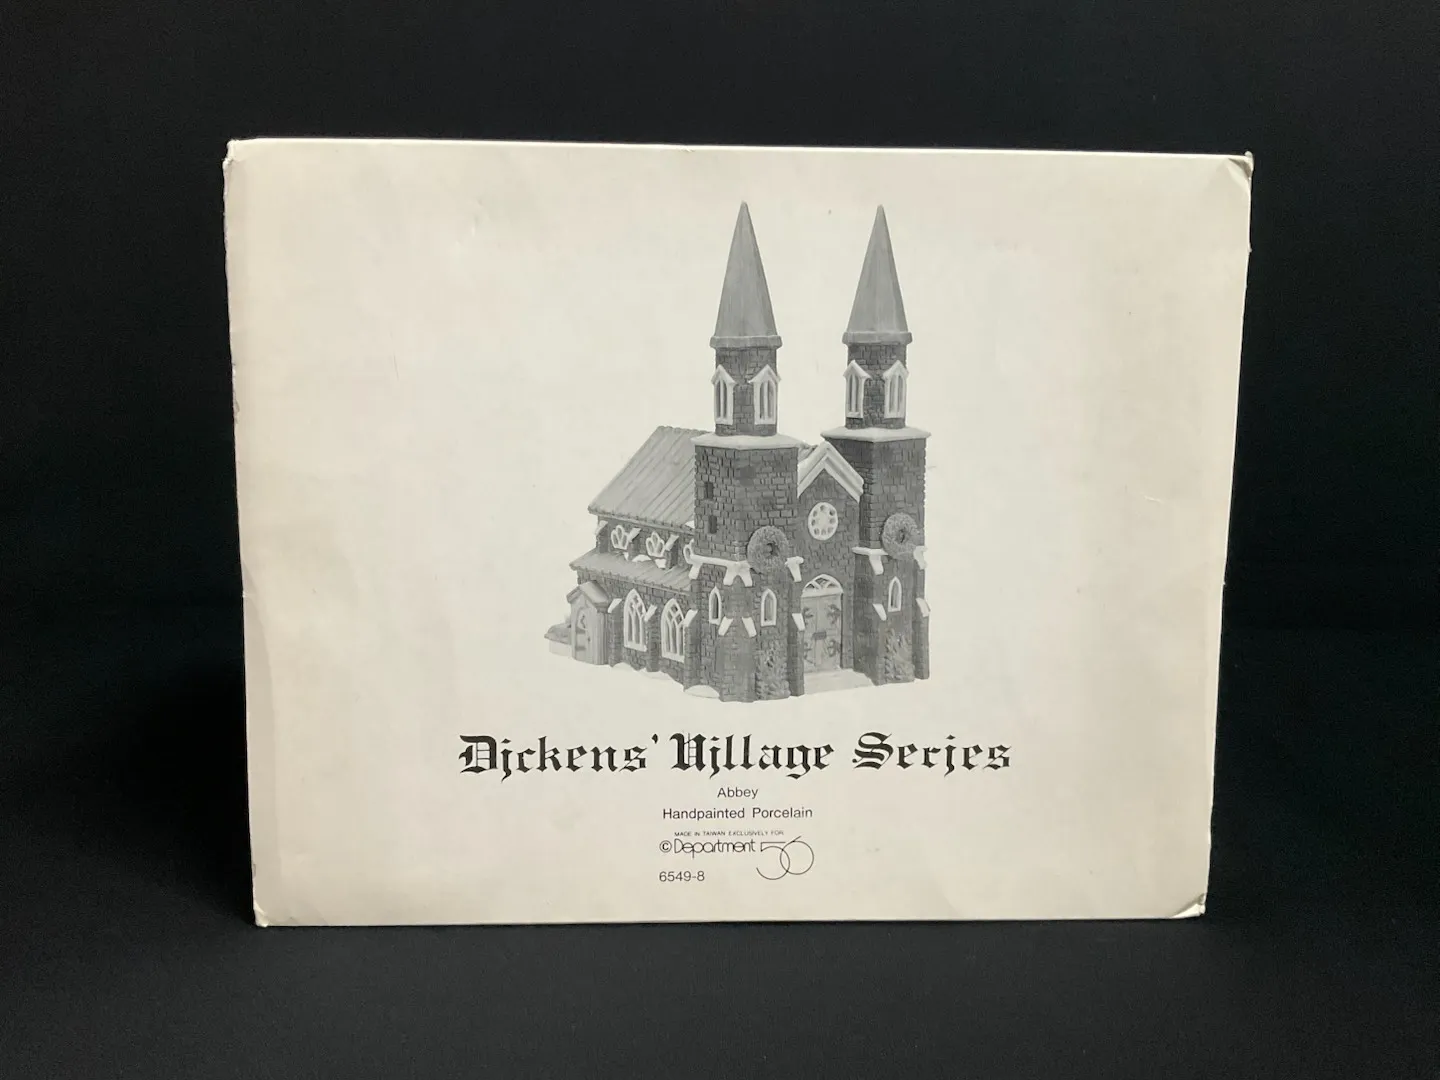 Dickens' Village Series
Abbey
Handpainted Porcelain
MADE IN TAIWAN EXCLUSIVELY FOR
©Department 56
6549-8